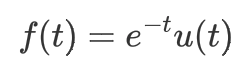 f(t) = e^{-t}u(t)